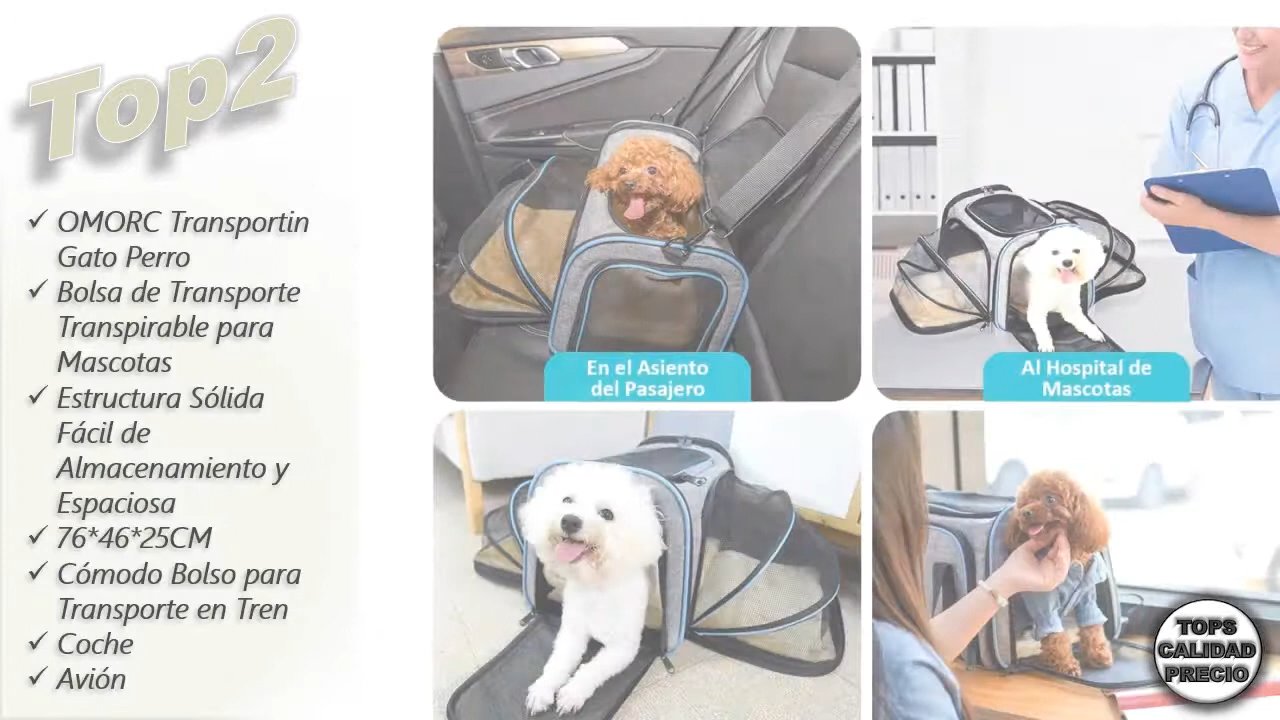 Top2
✓ OMORC Transportin
Gato Perro
✓ Bolsa de Transporte
Transpirable para
Mascotas
✓ Estructura Sólida
Fácil de
Almacenamiento y
Espaciosa
✓ 76*46*25CM
✓ Cómodo Bolso para
Transporte en Tren
✓ Coche
✓ Avión
En el Asiento
del Pasajero
Al Hospital de
Mascotas
TOPS
CALIDAD
PRECIO